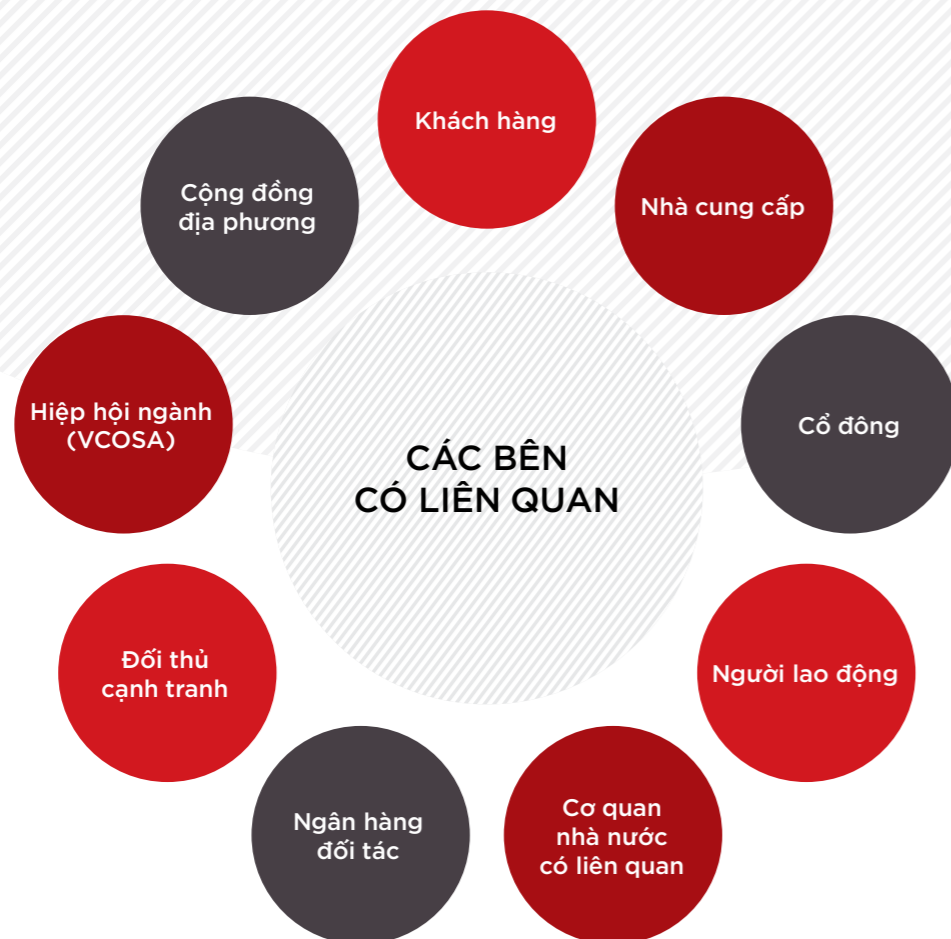 Khách hàng
Cộng đồng
địa phương
Nhà cung cấp
Hiệp hội ngành
(VCOSA)
CÁC BÊN
CÓ LIÊN QUAN
Cổ đông
Đối thủ
cạnh tranh
Người lao động
Ngân hàng
đối tác
Cơ quan
nhà nước
có liên quan